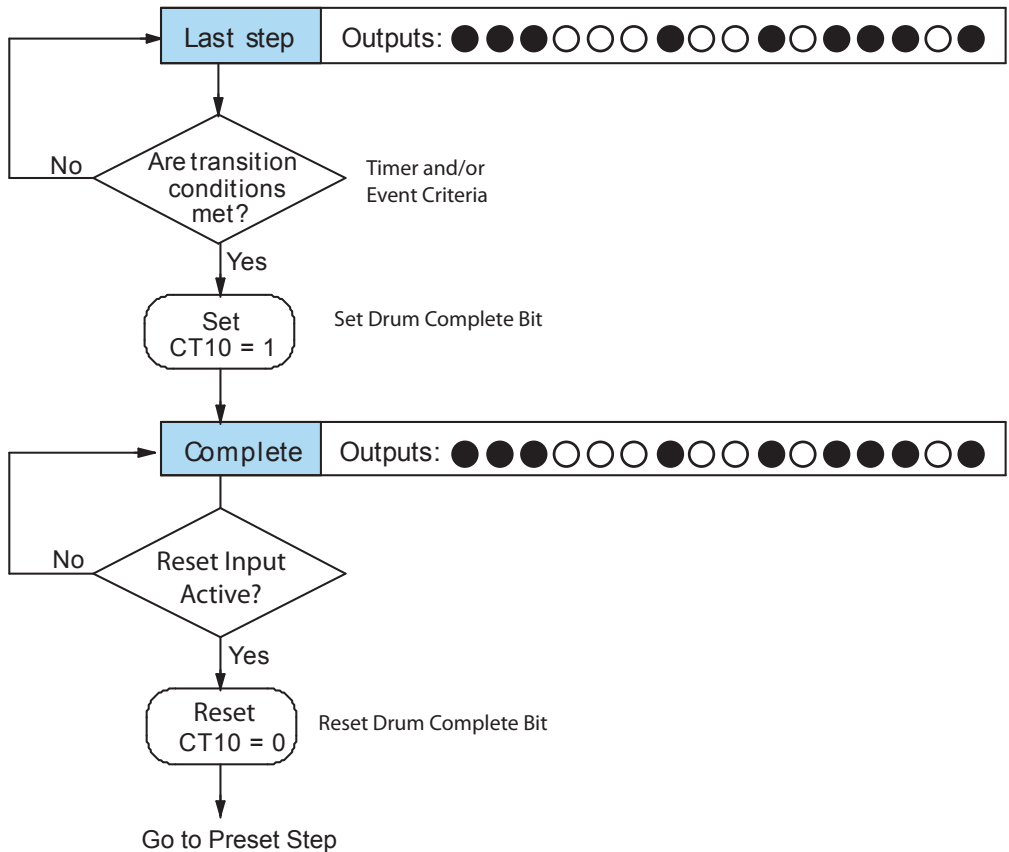 Last step Outputs:
No
Are transition
conditions
met?
Timer and/or
Event Criteria
Yes
Set
CT10 = 1
Set Drum Complete Bit
Complete Outputs:
No
Reset Input
Active?
Yes
Reset
CT10 = 0
Reset Drum Complete Bit
Go to Preset Step